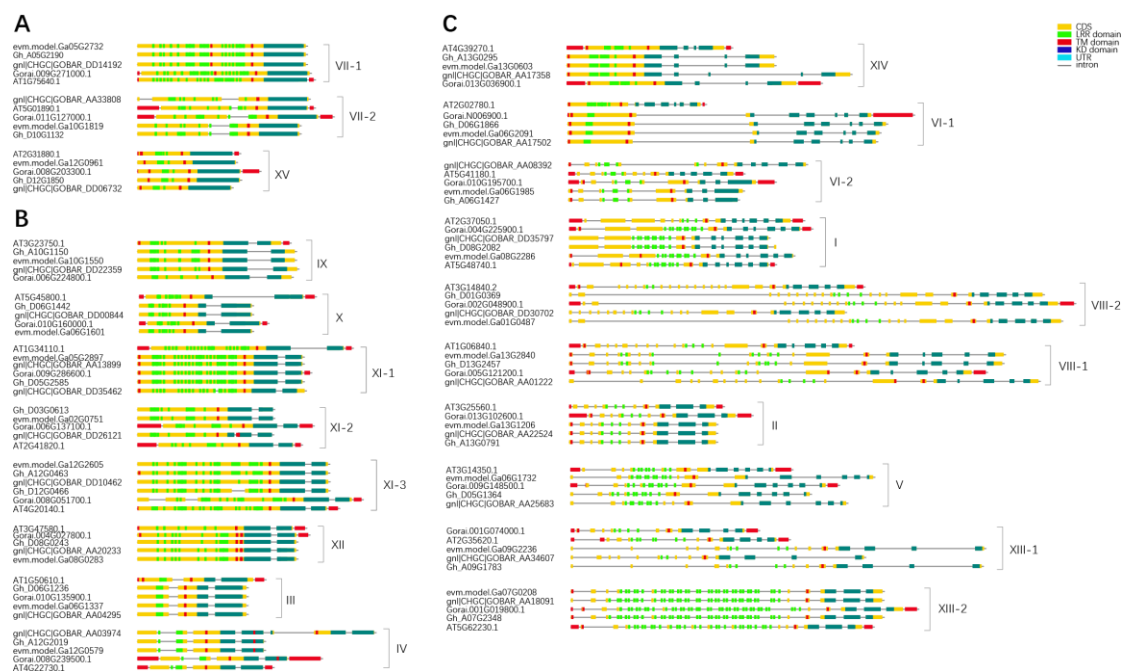 A
evm.model.Ga05G2732
Gh_A05G2190
gnl|CHGC|GOBAR_DD14192
Gorai.009G271000.1
AT1G75640.1
VII-1
gnl|CHGC|GOBAR_AA33808
AT5G01890.1
Gorai.011G127000.1
evm.model.Ga10G1819
Gh_D10G1132
VII-2
AT2G31880.1
evm.model.Ga12G0961
Gorai.008G203300.1
Gh_D12G1850
gnl|CHGC|GOBAR_DD06732
XV
B
AT3G23750.1
Gh_A10G1150
evm.model.Ga10G1550
gnl|CHGC|GOBAR_DD22359
Gorai.006G224800.1
IX
AT5G45800.1
Gh_D06G1442
gnl|CHGC|GOBAR_DD00844
Gorai.010G160000.1
evm.model.Ga06G1601
X
AT1G34110.1
evm.model.Ga05G2897
gnl|CHGC|GOBAR_AA13899
Gorai.009G286600.1
Gh_D05G2585
gnl|CHGC|GOBAR_DD35462
XI-1
Gh_D03G0613
evm.model.Ga02G0751
Gorai.006G137100.1
gnl|CHGC|GOBAR_DD26121
AT2G41820.1
XI-2
evm.model.Ga12G2605
Gh_A12G0463
gnl|CHGC|GOBAR_DD10462
Gh_D12G0466
Gorai.008G051700.1
AT4G20140.1
XI-3
AT3G47580.1
Gorai.004G027800.1
Gh_D08G0243
gnl|CHGC|GOBAR_AA20233
evm.model.Ga08G0283
XII
AT1G50610.1
Gh_D06G1236
Gorai.010G135900.1
evm.model.Ga06G1337
gnl|CHGC|GOBAR_AA04295
III
gnl|CHGC|GOBAR_AA03974
Gh_A12G2019
evm.model.Ga12G0579
Gorai.008G239500.1
AT4G22730.1
IV
C
AT4G39270.1
Gh_A13G0295
evm.model.Ga13G0603
gnl|CHGC|GOBAR_AA17358
Gorai.013G036900.1
XIV
AT2G02780.1
Gorai.N006900.1
Gh_D06G1866
evm.model.Ga06G2091
gnl|CHGC|GOBAR_AA17502
VI-1
gnl|CHGC|GOBAR_AA08392
AT5G41180.1
Gorai.010G195700.1
evm.model.Ga06G1985
Gh_A06G1427
VI-2
AT2G37050.1
Gorai.004G225900.1
gnl|CHGC|GOBAR_DD35797
Gh_D08G2082
evm.model.Ga08G2286
AT5G48740.1
I
AT3G14840.2
Gh_D01G0369
Gorai.002G048900.1
gnl|CHGC|GOBAR_DD30702
evm.model.Ga01G0487
VIII-2
AT1G06840.1
evm.model.Ga13G2840
Gh_D13G2457
Gorai.005G121200.1
gnl|CHGC|GOBAR_AA01222
VIII-1
AT3G25560.1
Gorai.013G102600.1
evm.model.Ga13G1206
gnl|CHGC|GOBAR_AA22524
Gh_A13G0791
II
AT3G14350.1
evm.model.Ga06G1732
Gorai.009G148500.1
Gh_D05G1364
gnl|CHGC|GOBAR_AA25683
V
Gorai.001G074000.1
AT2G35620.1
evm.model.Ga09G2236
gnl|CHGC|GOBAR_AA34607
Gh_A09G1783
XIII-1
evm.model.Ga07G0208
gnl|CHGC|GOBAR_AA18091
Gorai.001G019800.1
Gh_A07G2348
AT5G62230.1
XIII-2
CDS
LRR domain
TM domain
KD domain
UTR
intron